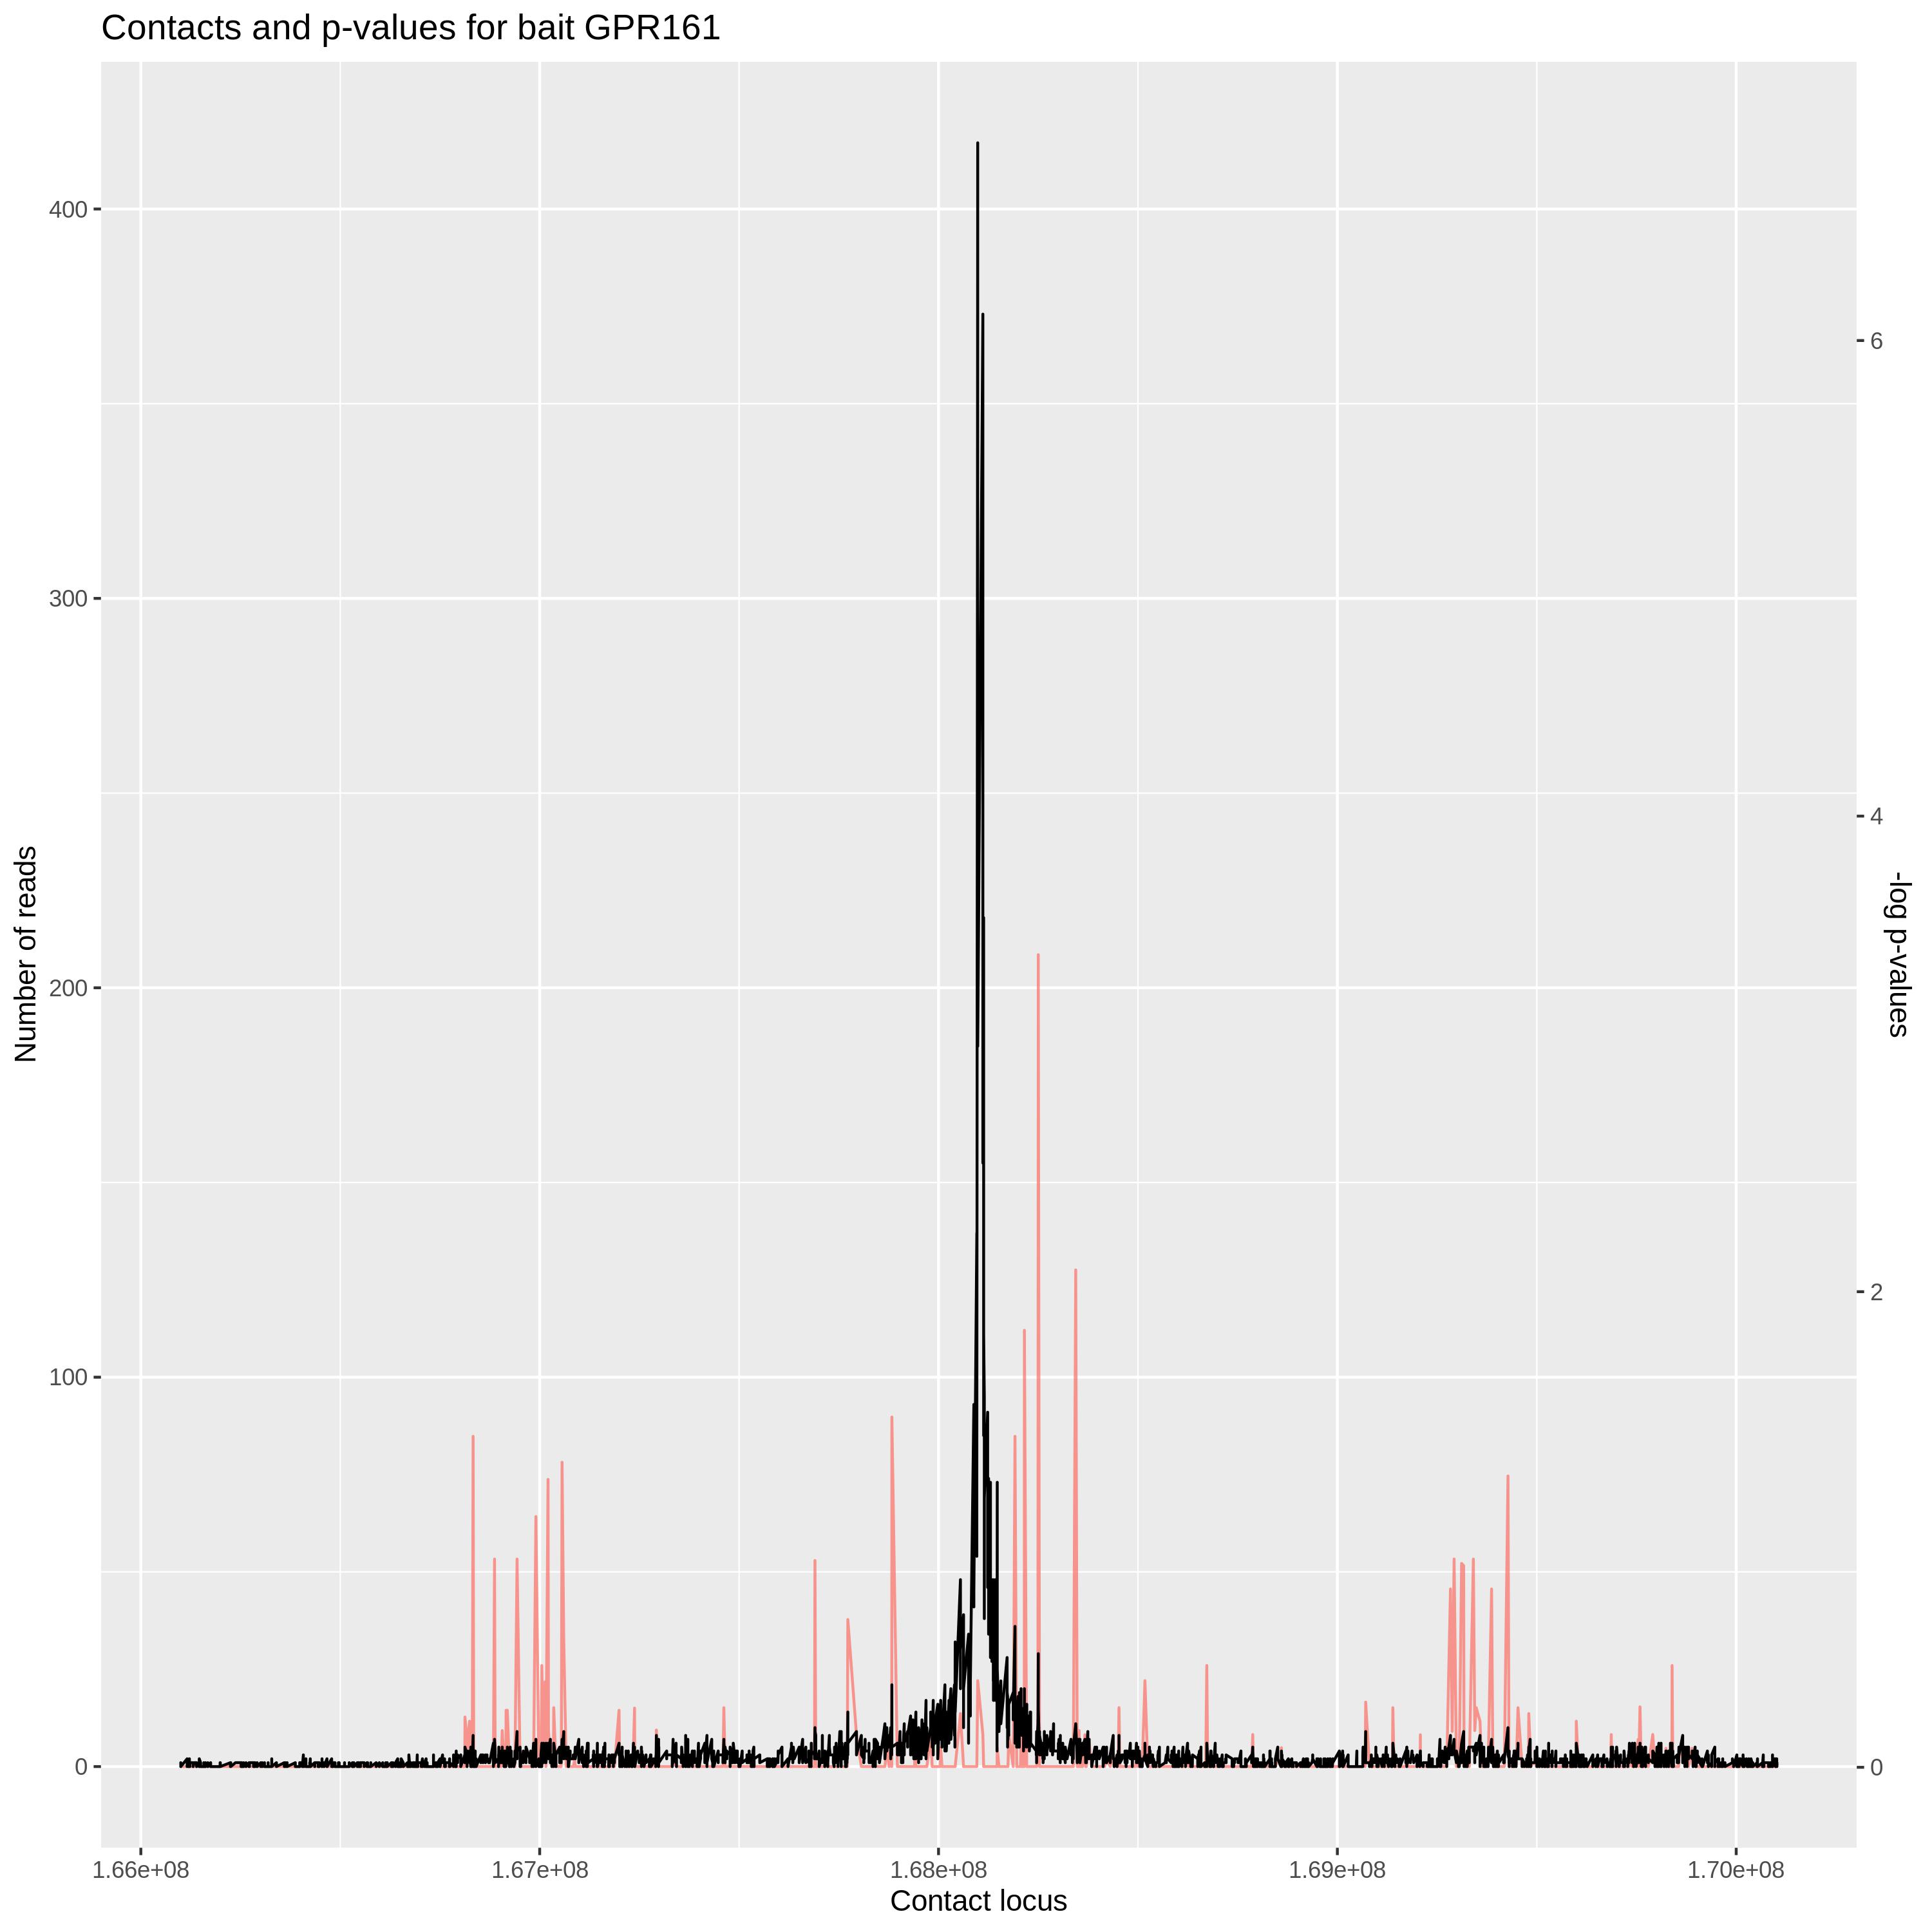 Contacts and p-values for bait GPR161
400
300
200
100
0
Number of reads
6
4
2
0
-log p-values
1.66e+08
1.67e+08
1.68e+08
1.69e+08
1.70e+08
Contact locus